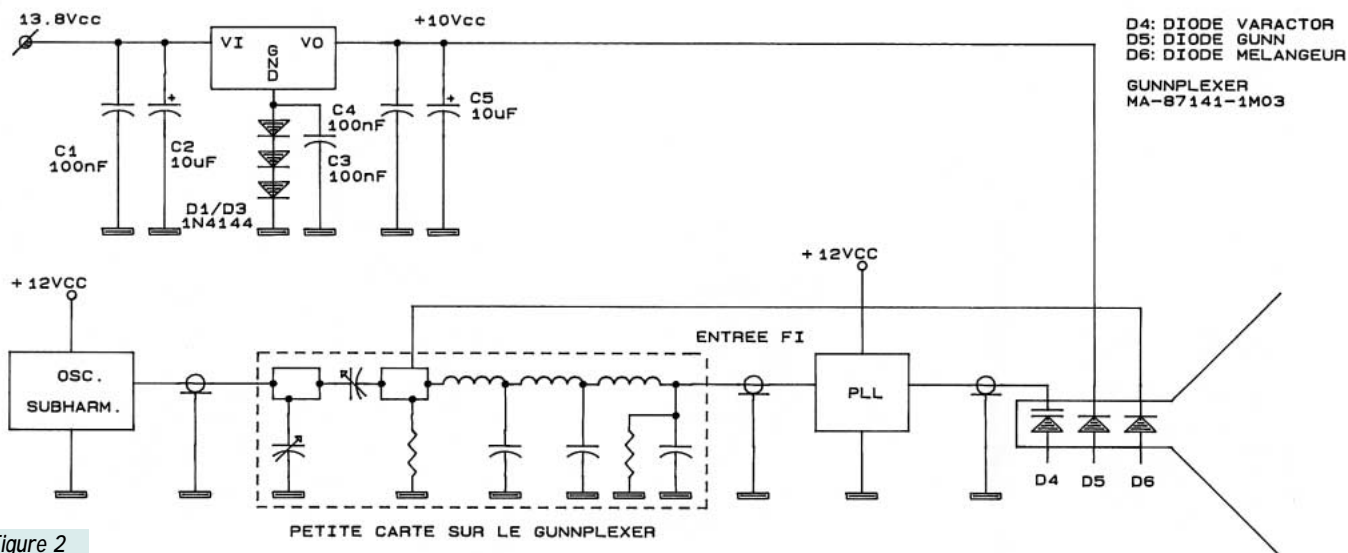 13.8Vcc
+10Vcc
VI
GND
VO
C1
100nF
C2
10uF
D1/D3
1N4144
C4
100nF
C3
100nF
C5
10uF
D4: DIODE VARACTOR
D5: DIODE GUNN
D6: DIODE MELANGEUR
GUNNPLEXER
MA-87141-1M03
+12VCC
OSC.
SUBHARM.
ENTREE FI
+12VCC
PLL
D4
D5
D6
PETITE CARTE SUR LE GUNNPLEXER
igure 2